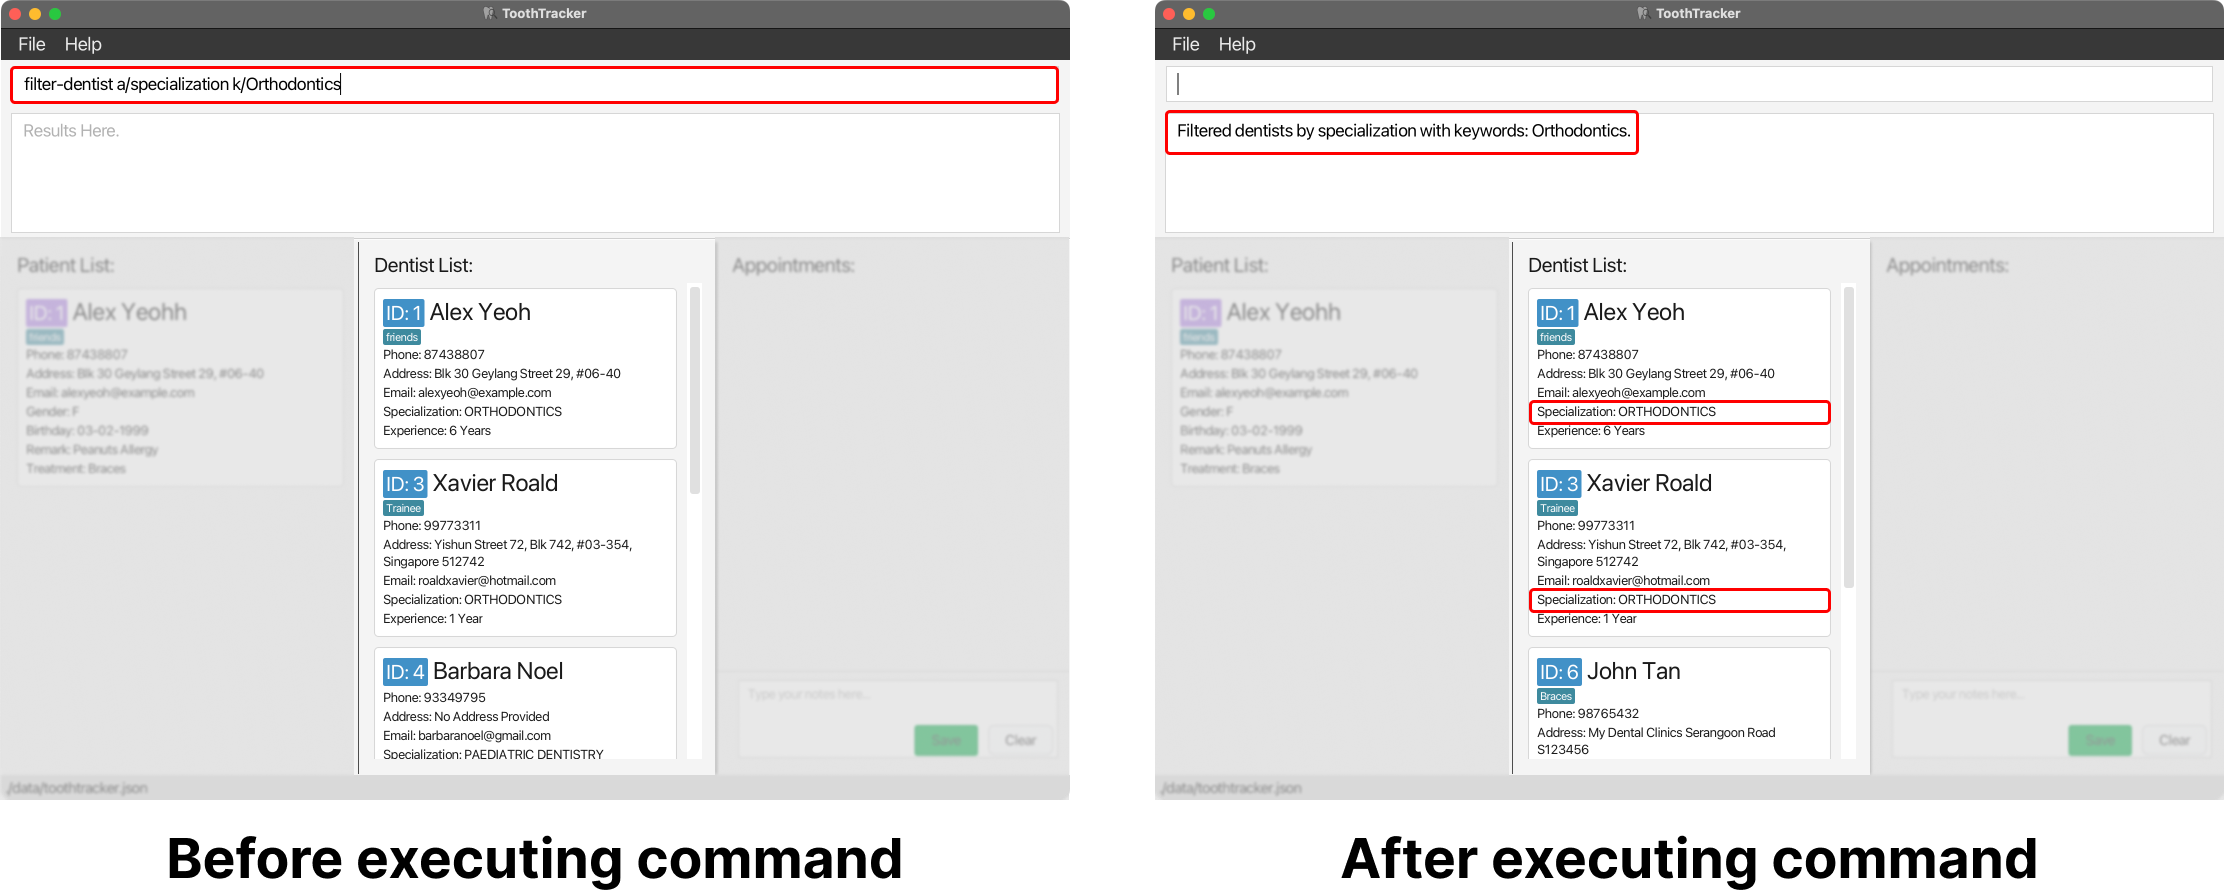 ToothTracker
File Help
filter-dentist a/specialization k/Orthodontics
Results Here.
Patient List:
ID: 1 Alex Yeohh
friends
Phone: 87438807
Address: Blk 30 Geylang Street 29, #06-40
Email: alexyeoh@example.com
Gender: F
Birthday: 03-02-1999
Remark: Peanuts Allergy
Treatment: Braces
Dentist List:
ID: 1 Alex Yeoh
friends
Phone: 87438807
Address: Blk 30 Geylang Street 29, #06-40
Email: alexyeoh@example.com
Specialization: ORTHODONTICS
Experience: 6 Years
ID: 3 Xavier Roald
Trainee
Phone: 99773311
Address: Yishun Street 72, Blk 742, #03-354,
Singapore 512742
Email: roaldxavier@hotmail.com
Specialization: ORTHODONTICS
Experience: 1 Year
ID: 4 Barbara Noel
Phone: 93349795
Address: No Address Provided
Email: barbaranoel@gmail.com
Specialization: PAEDIATRIC DENTISTRY
Appointments:
Type your notes here...
Save Clear
./data/toothtracker.json
Before executing command
ToothTracker
File Help
Filtered dentists by specialization with keywords: Orthodontics.
Patient List:
ID: 1 Alex Yeohh
friends
Phone: 87438807
Address: Blk 30 Geylang Street 29, #06-40
Email: alexyeoh@example.com
Gender: F
Birthday: 03-02-1999
Remark: Peanuts Allergy
Treatment: Braces
Dentist List:
ID: 1 Alex Yeoh
friends
Phone: 87438807
Address: Blk 30 Geylang Street 29, #06-40
Email: alexyeoh@example.com
Specialization: ORTHODONTICS
Experience: 6 Years
ID: 3 Xavier Roald
Trainee
Phone: 99773311
Address: Yishun Street 72, Blk 742, #03-354,
Singapore 512742
Email: roaldxavier@hotmail.com
Specialization: ORTHODONTICS
Experience: 1 Year
ID: 6 John Tan
Braces
Phone: 98765432
Address: My Dental Clinics Serangoon Road
S123456
Appointments:
Type your notes here...
Save Clear
./data/toothtracker.json
After executing command